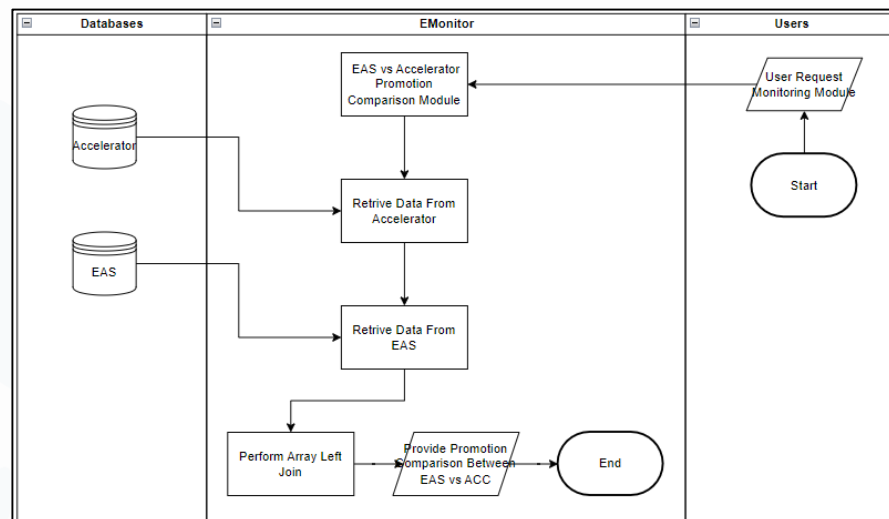 Databases
EMonitor
Users
EAS vs Accelerator
Promotion
Comparison Module
User Request
Monitoring Module
Accelerator
Start
Retrive Data From
Accelerator
EAS
Retrive Data From
EAS
Perform Array Left
Join
Provide Promotion
Comparison Between
EAS vs ACC
End